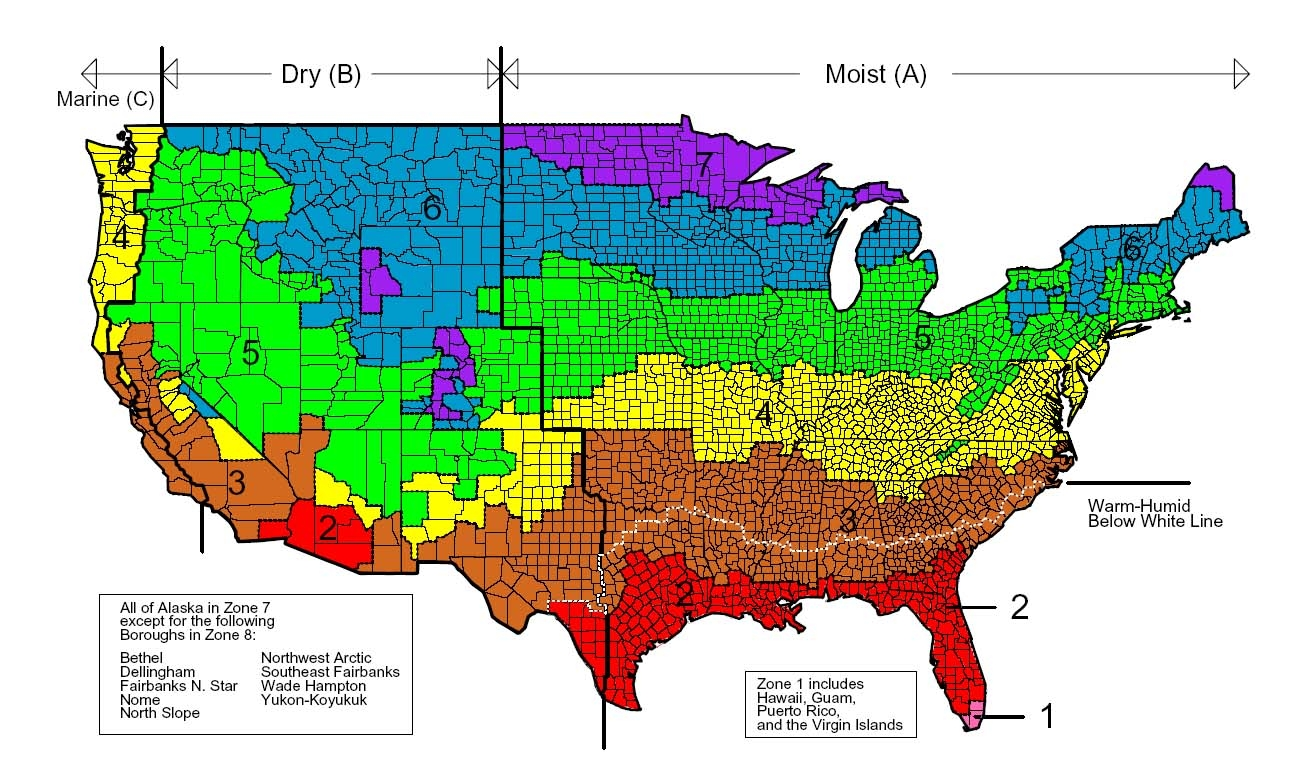 Dry (B)
Moist (A)
Marine (C)
7
6
4
4
6
5
5
4
3
3
2
2
Warm-Humid
Below White Line
2
1
All of Alaska in Zone 7
except for the following
Boroughs in Zone 8:
Bethel
Dellingham
Fairbanks N. Star
Nome
North Slope
Northwest Arctic
Southeast Fairbanks
Wade Hampton
Yukon-Koyukuk
Zone 1 includes
Hawaii, Guam,
Puerto Rico,
and the Virgin Islands